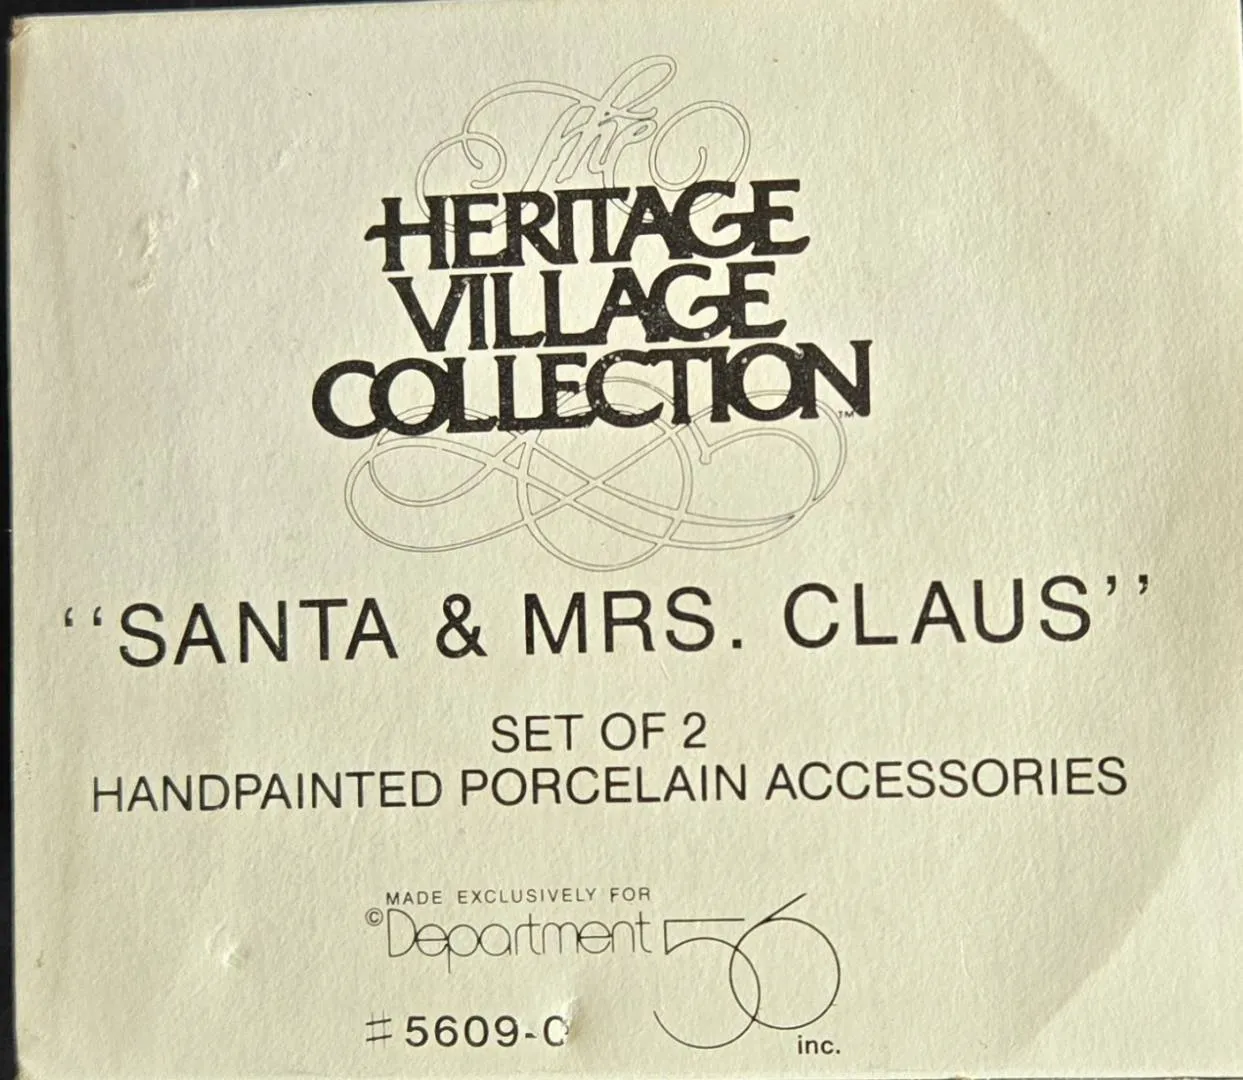 The
HERITAGE
VILLAGE
COLLECTION™
‘‘SANTA & MRS. CLAUS’’
SET OF 2
HANDPAINTED PORCELAIN ACCESSORIES
MADE EXCLUSIVELY FOR
©Department 56
inc.
#5609-0